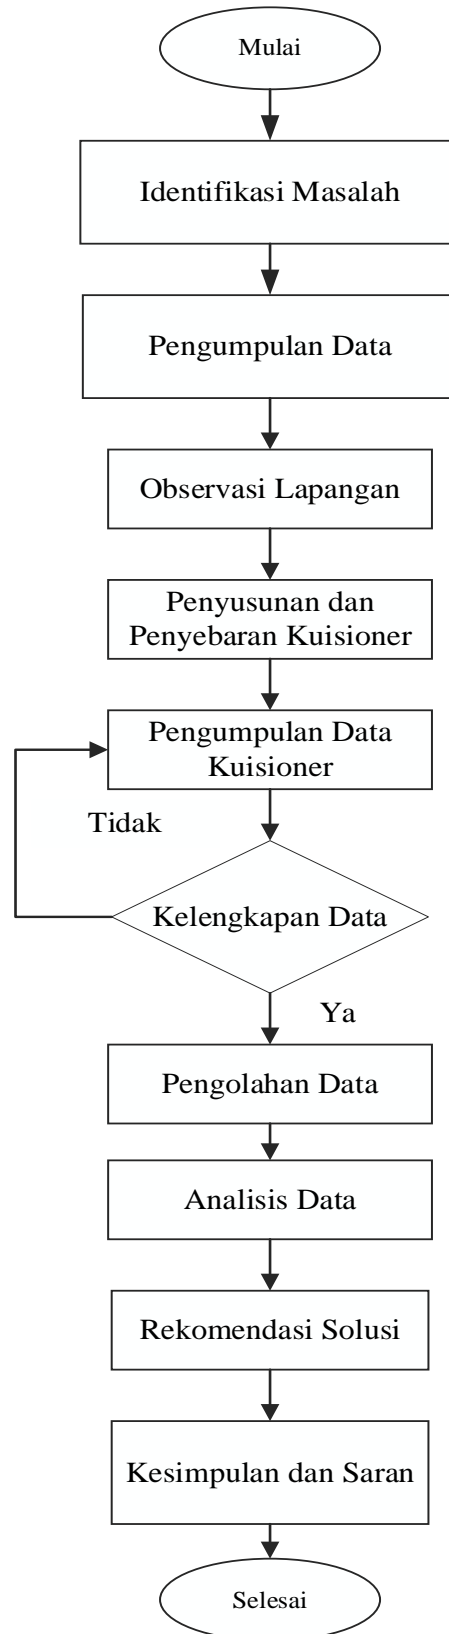 Mulai
Identifikasi Masalah
Pengumpulan Data
Observasi Lapangan
Penyusunan dan
Penyebaran Kuisioner
Pengumpulan Data
Kuisioner
Tidak
Kelengkapan Data
Ya
Pengolahan Data
Analisis Data
Rekomendasi Solusi
Kesimpulan dan Saran
Selesai